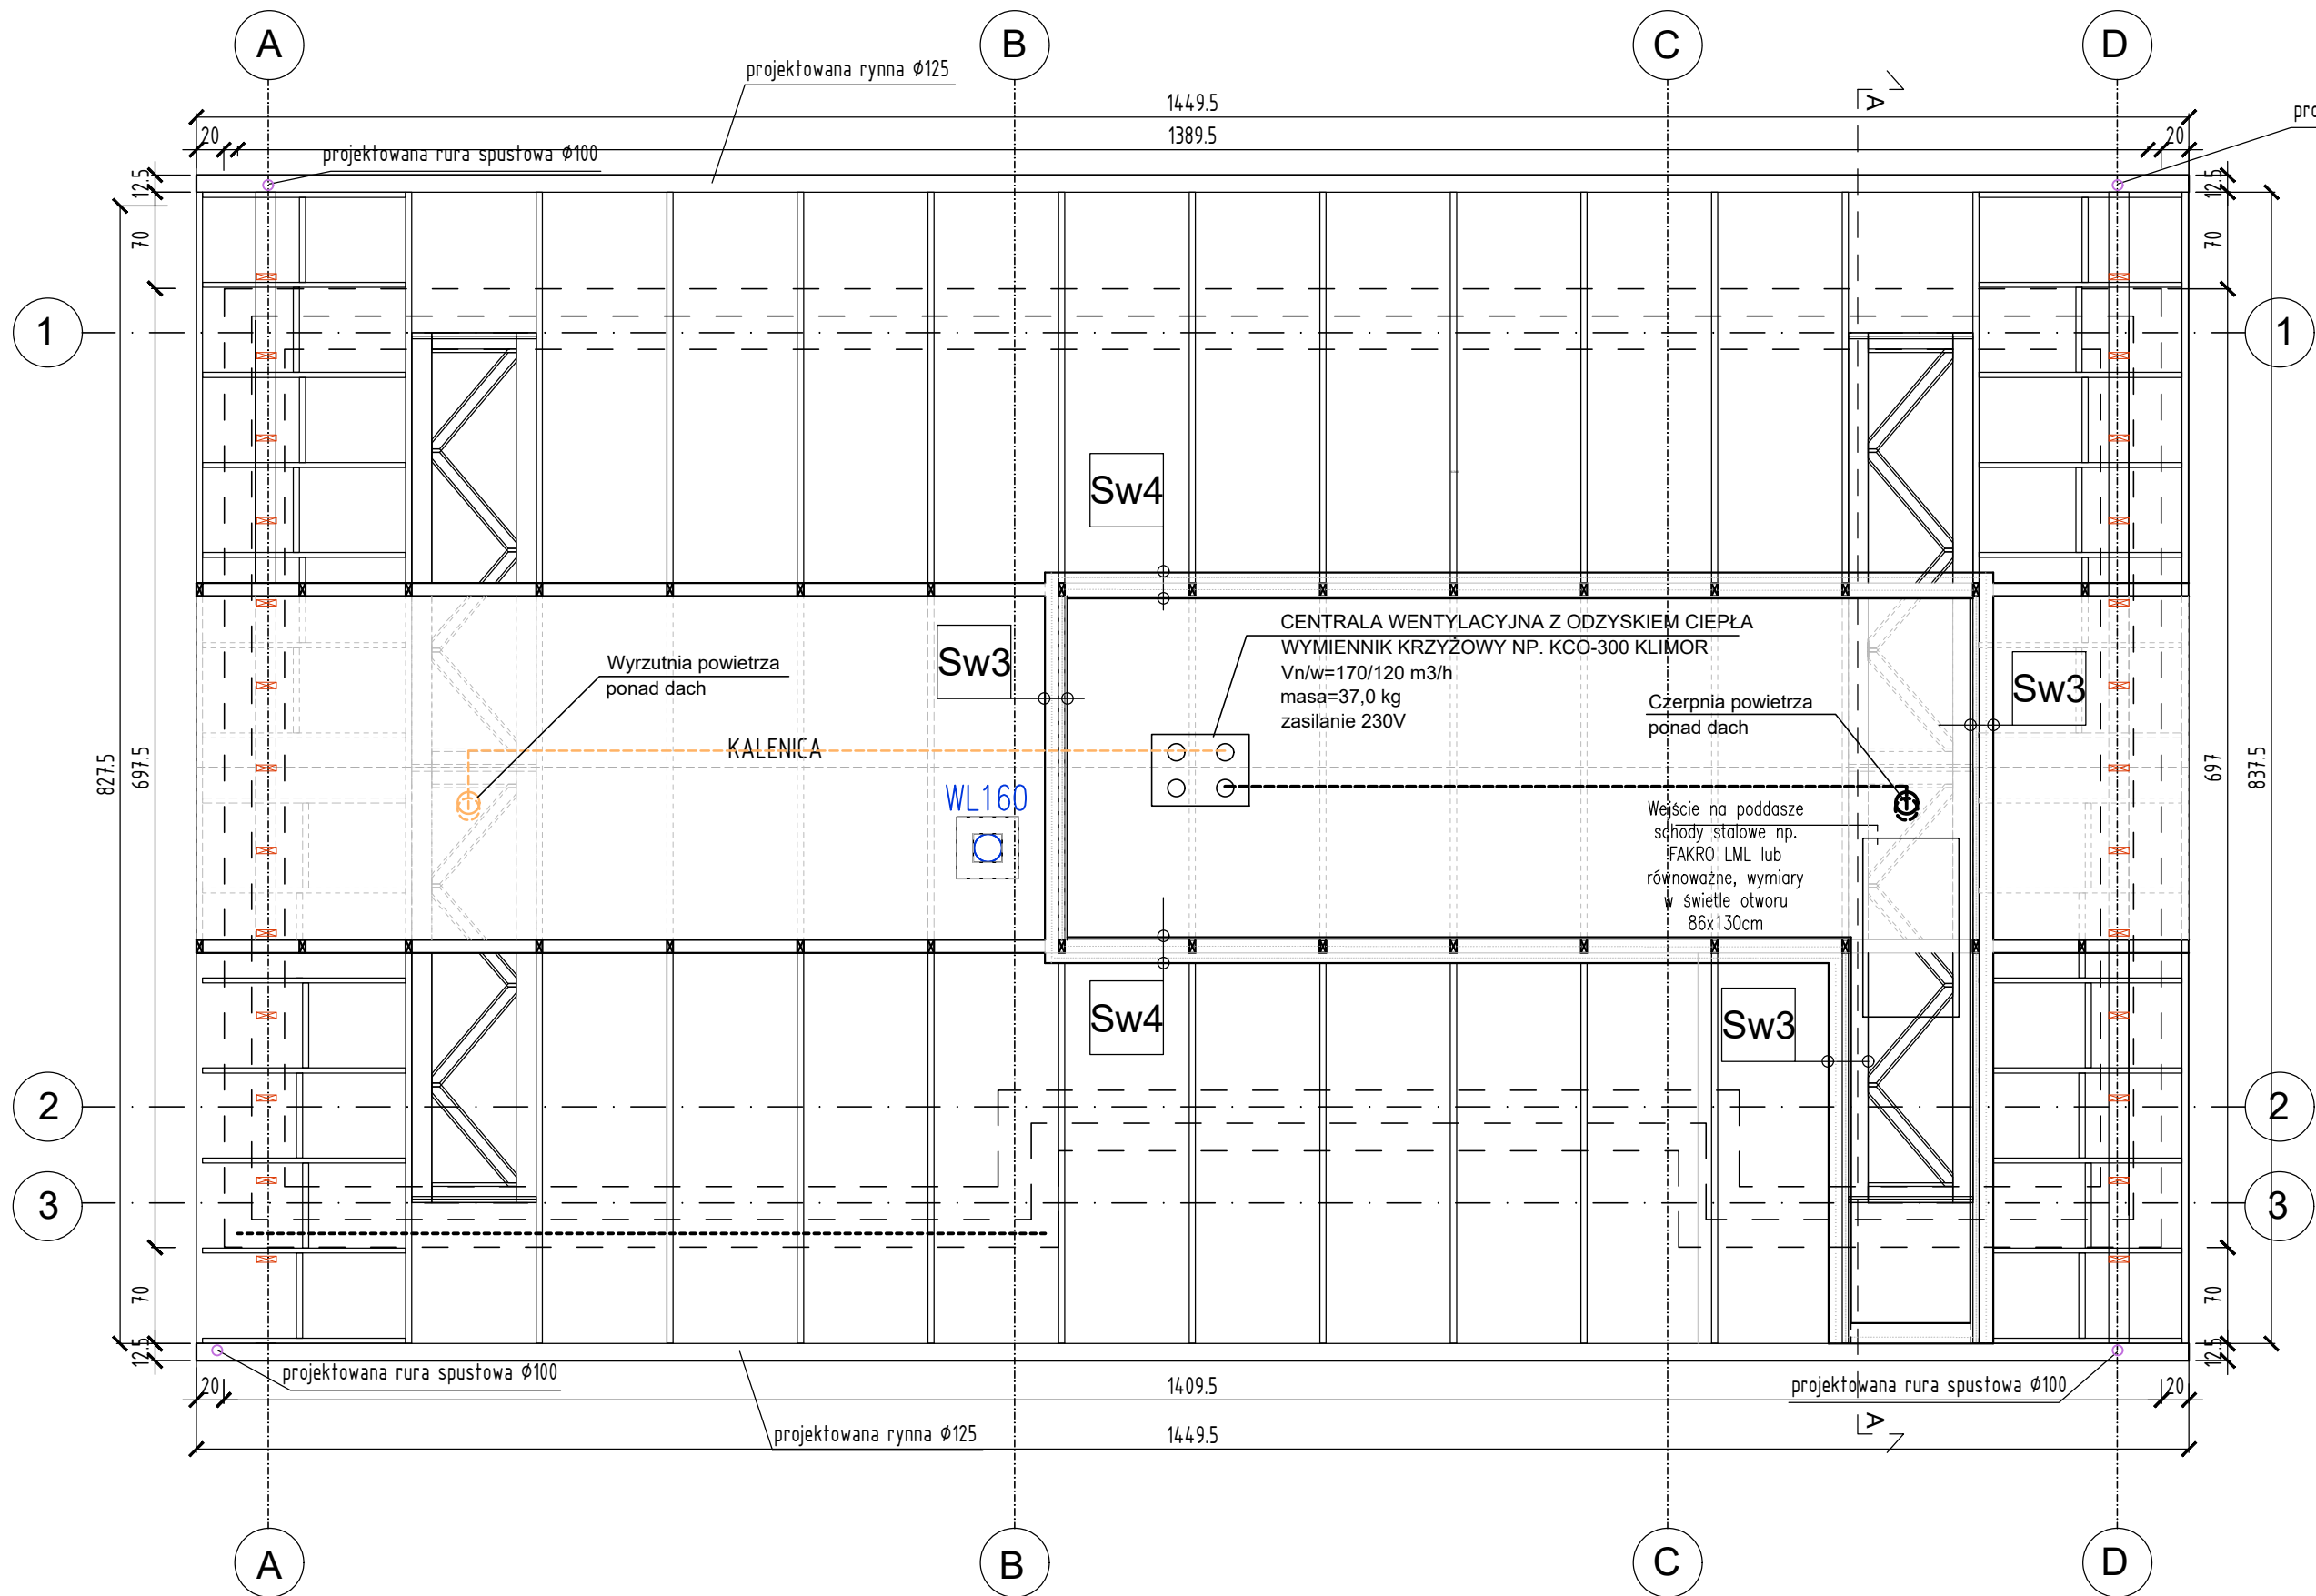 A
B
C
D
projektowana rynna Ø125
A
1449.5
pro
20
1389.5
20
projektowana rura spustowa Ø100
12.5
12.5
70
70
1
1
Sw4
CENTRALA WENTYLACYJNA Z ODZYSKIEM CIEPŁA
WYMIENNIK KRZYŻOWY NP. KCO-300 KLIMOR
Vn/w=170/120 m3/h
masa=37,0 kg
zasilanie 230V
Sw3
Wyrzutnia powietrza
ponad dach
Sw3
Czerpnia powietrza
ponad dach
KALENICA
827.5
697.5
697
837.5
WL160
Wejście na poddasze
schody stalowe np.
FAKRO LML lub
równoważne, wymiary
w świetle otworu
86x130cm
Sw4
Sw3
2
2
3
3
70
70
12.5
12.5
projektowana rura spustowa Ø100
20
1409.5
projektowana rura spustowa Ø100
20
A
projektowana rynna Ø125
1449.5
A
B
C
D